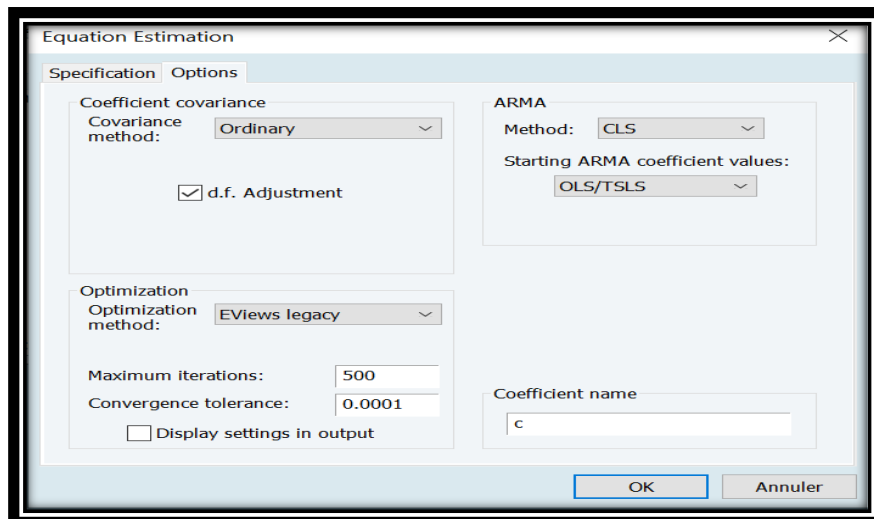 Equation Estimation
Specification Options
Coefficient covariance
Covariance method: Ordinary
d.f. Adjustment
Optimization
Optimization method: EViews legacy
Maximum iterations: 500
Convergence tolerance: 0.0001
Display settings in output
ARMA
Method: CLS
Starting ARMA coefficient values:
OLS/TSLS
Coefficient name
c
OK Annuler